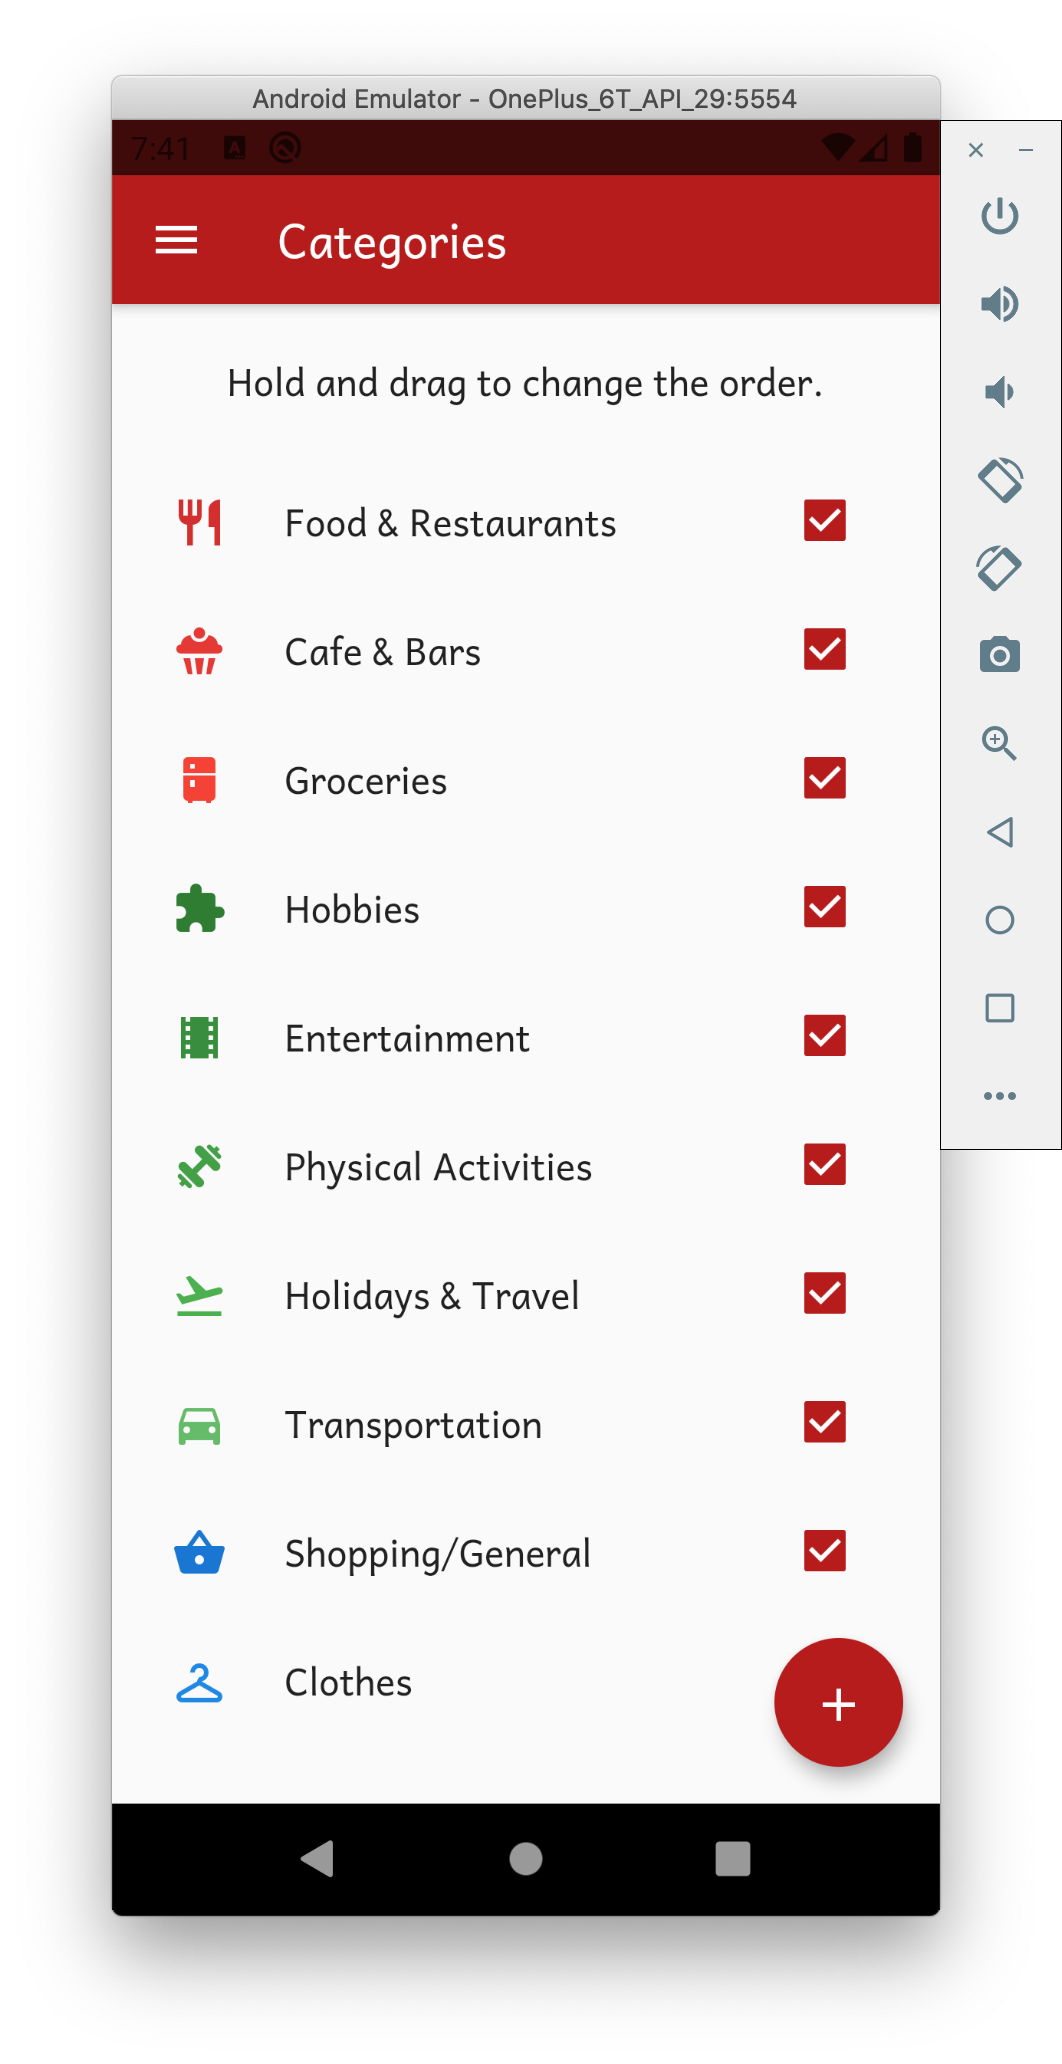 Android Emulator - OnePlus_6T_API_29:5554
7:41
A
Categories
Hold and drag to change the order.
Food & Restaurants
Cafe & Bars
Groceries
Hobbies
Entertainment
Physical Activities
Holidays & Travel
Transportation
Shopping/General
Clothes